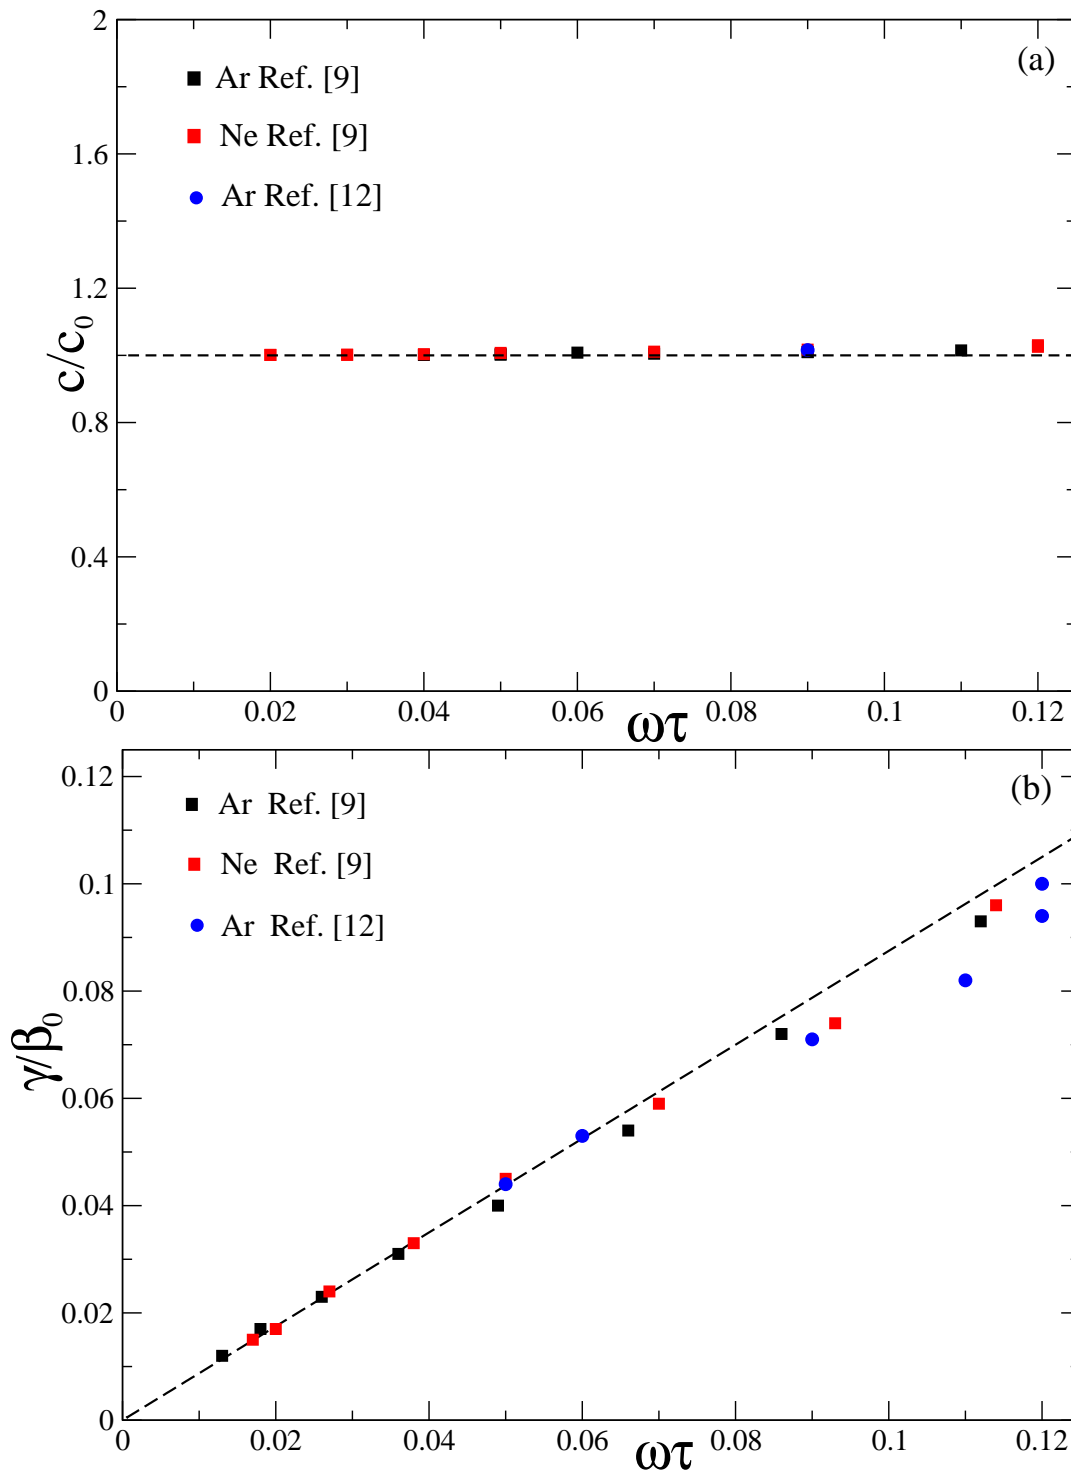 2
(a)
Ar Ref. [9]
Ne Ref. [9]
Ar Ref. [12]
1.6
1.2
0.8
0.4
0
c/c₀
0 0.02 0.04 0.06 0.08 0.1 0.12
ωτ
(b)
Ar Ref. [9]
Ne Ref. [9]
Ar Ref. [12]
0.12
0.1
0.08
0.06
0.04
0.02
0
γ/β₀
0 0.02 0.04 0.06 0.08 0.1 0.12
ωτ